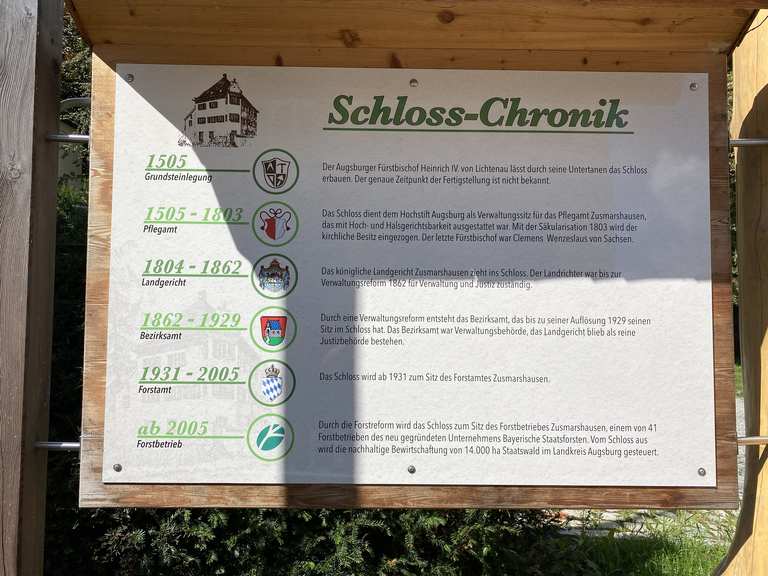 Schloss-Chronik
1505
Grundsteinlegung
Der Augsburger Fürstbischof Heinrich IV. von Lichtenau lässt durch seine Untertanen das Schloss
erbauen. Der genaue Zeitpunkt der Fertigstellung ist nicht bekannt.
1505 - 1803
Pflegamt
Das Schloss dient dem Hochstift Augsburg als Verwaltungssitz für das Pflegamt Zusmarshausen,
das mit Hoch- und Halsgerichtsbarkeit ausgestattet war. Mit der Säkularisation 1803 wird der
kirchliche Besitz eingezogen. Der letzte Fürstbischof war Clemens Wenzeslaus von Sachsen.
1804 - 1862
Landgericht
Das königliche Landgericht Zusmarshausen zieht ins Schloss. Der Landrichter war bis zur
Verwaltungsreform 1862 für Verwaltung und Justiz zuständig.
1862 - 1929
Bezirksamt
Durch eine Verwaltungsreform entsteht das Bezirksamt, das bis zu seiner Auflösung 1929 seinen
Sitz im Schloss hat. Das Bezirksamt war Verwaltungsbehörde, das Landgericht blieb als reine
Justizbehörde bestehen.
1931 - 2005
Forstamt
Das Schloss wird ab 1931 zum Sitz des Forstamtes Zusmarshausen.
ab 2005
Forstbetrieb
Durch die Forstreform wird das Schloss zum Sitz des Forstbetriebes Zusmarshausen, einem von 41
Forstbetrieben des neu gegründeten Unternehmens Bayerische Staatsforsten. Vom Schloss aus
wird die nachhaltige Bewirtschaftung von 14.000 ha Staatswald im Landkreis Augsburg gesteuert.